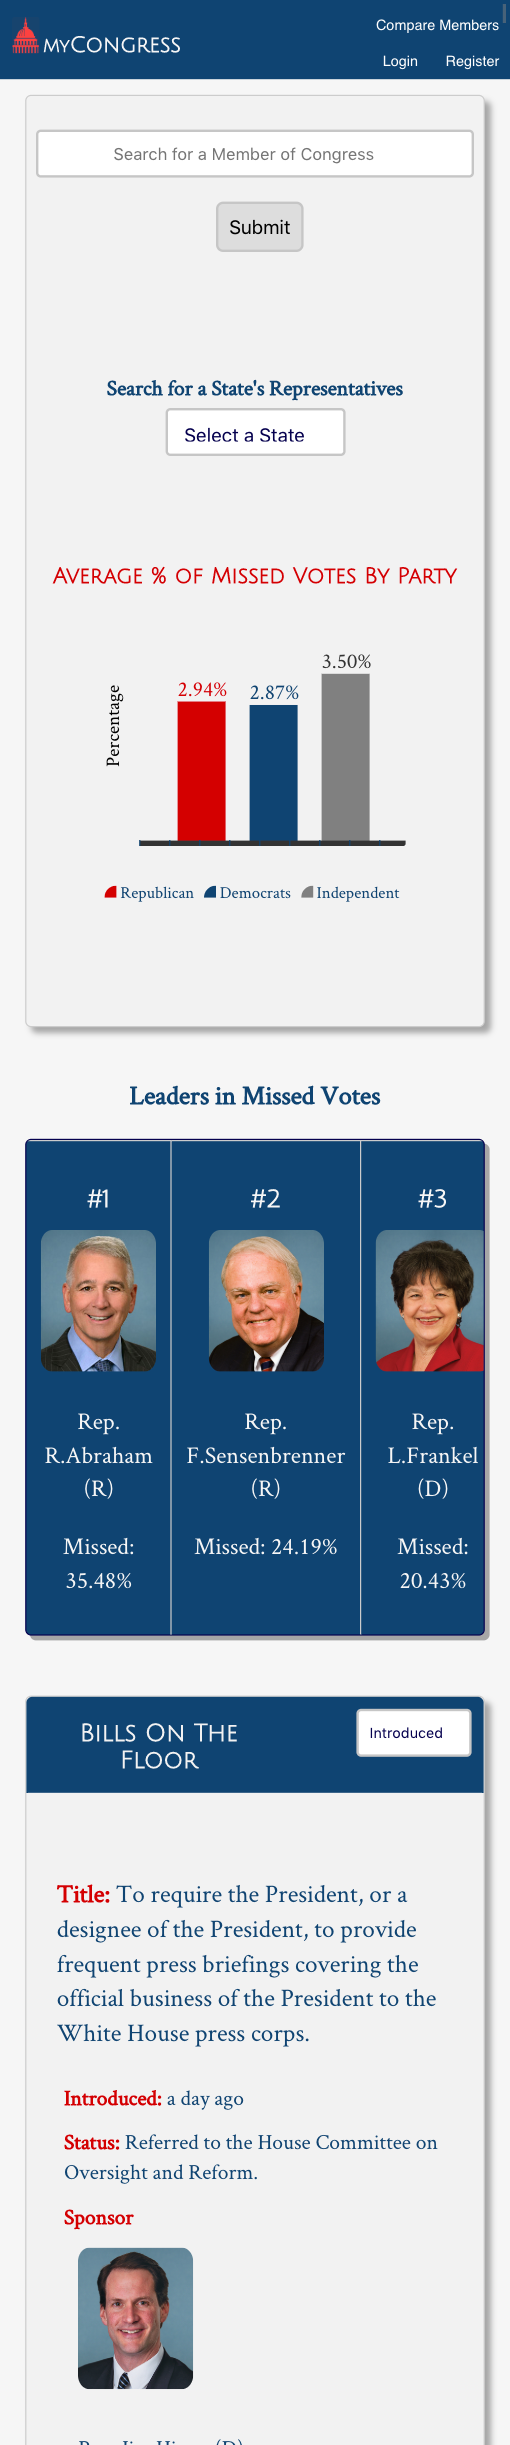 MYCONGRESS
Compare Members
Login Register
Search for a Member of Congress
Submit
Search for a State's Representatives
Select a State
AVERAGE % OF MISSED VOTES BY PARTY
Percentage
2.94%
2.87%
3.50%
Republican Democrats Independent
Leaders in Missed Votes
#1
Rep.
R.Abraham
(R)
Missed:
35.48%
#2
Rep.
F.Sensenbrenner
(R)
Missed: 24.19%
#3
Rep.
L.Frankel
(D)
Missed:
20.43%
BILLS ON THE
FLOOR
Introduced
Title: To require the President, or a
designee of the President, to provide
frequent press briefings covering the
official business of the President to the
White House press corps.
Introduced: a day ago
Status: Referred to the House Committee on
Oversight and Reform.
Sponsor